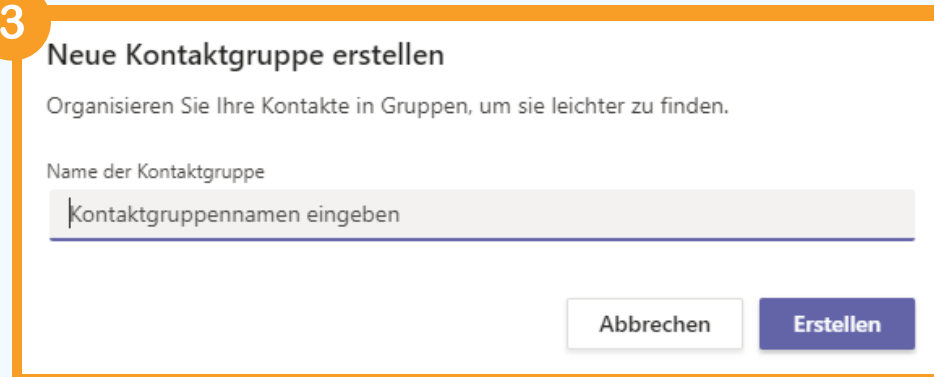 3
Neue Kontaktgruppe erstellen
Organisieren Sie Ihre Kontakte in Gruppen, um sie leichter zu finden.
Name der Kontaktgruppe
Kontaktgruppennamen eingeben
Abbrechen
Erstellen